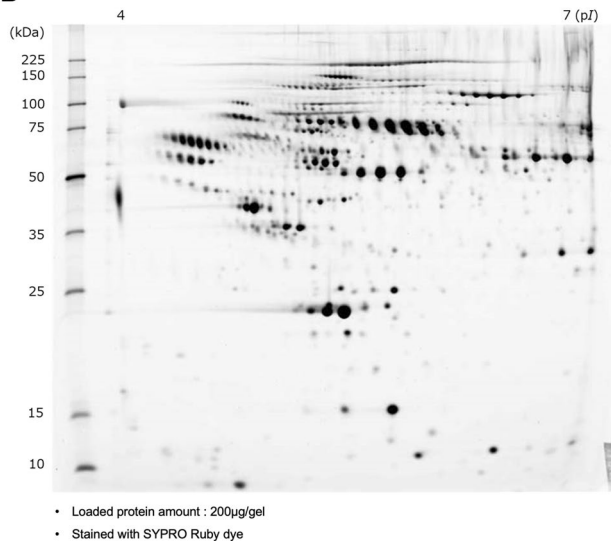 4 7 (pI)
(kDa)
225
150
100
75
50
35
25
15
10
• Loaded protein amount : 200μg/gel
• Stained with SYPRO Ruby dye